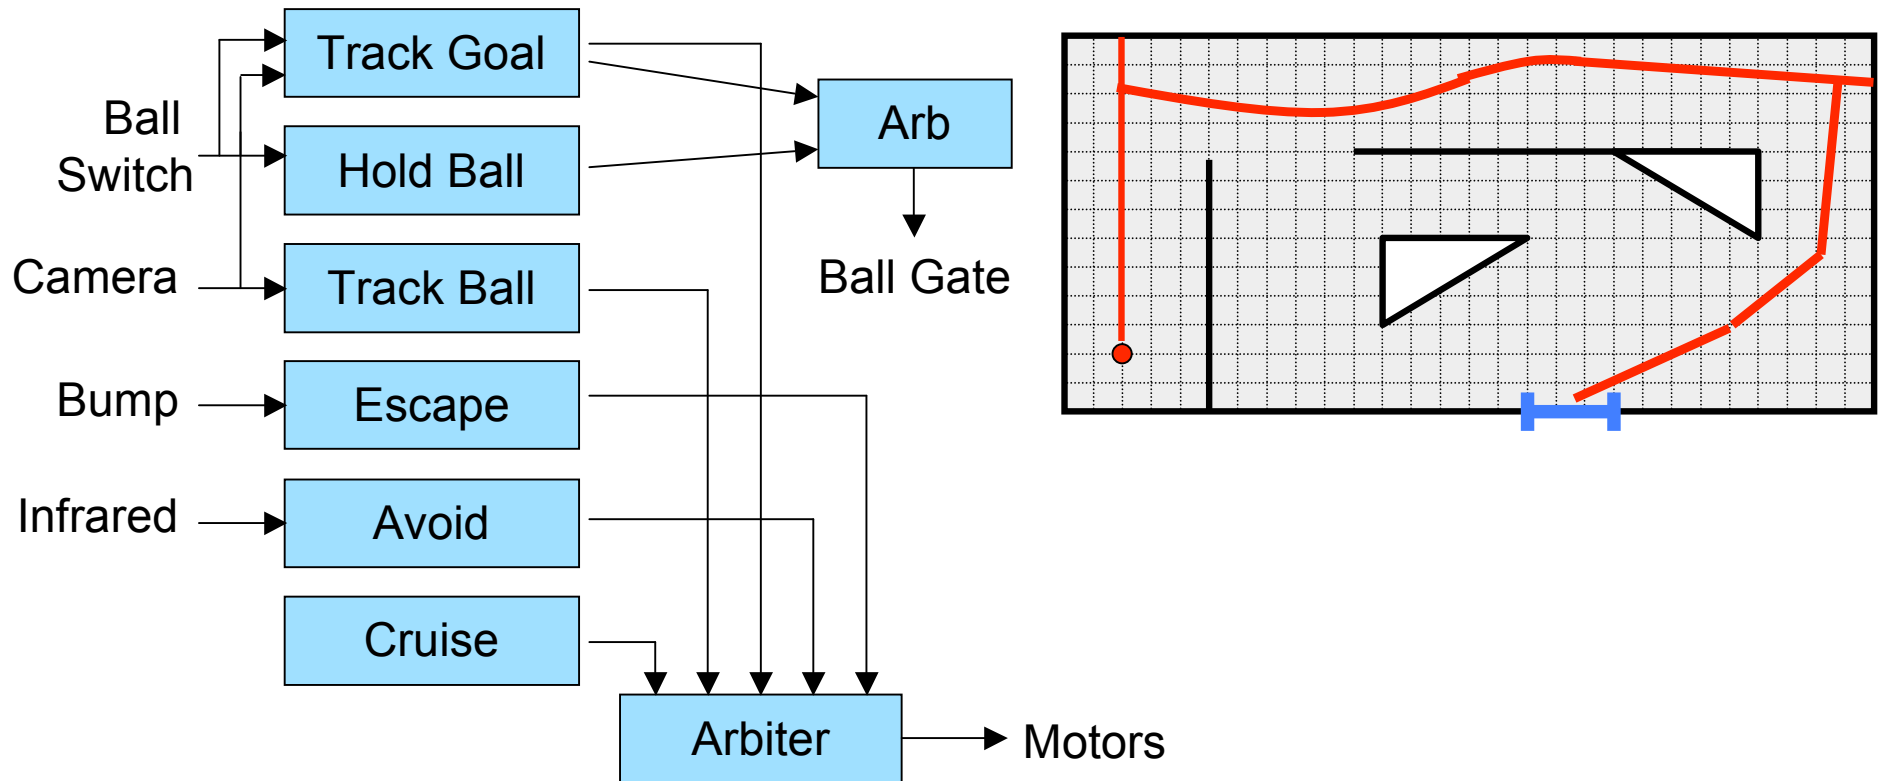 Track Goal
Ball
Switch
Hold Ball
Arb
Camera
Track Ball
Ball Gate
Bump
Escape
Infrared
Avoid
Cruise
Arbiter
Motors